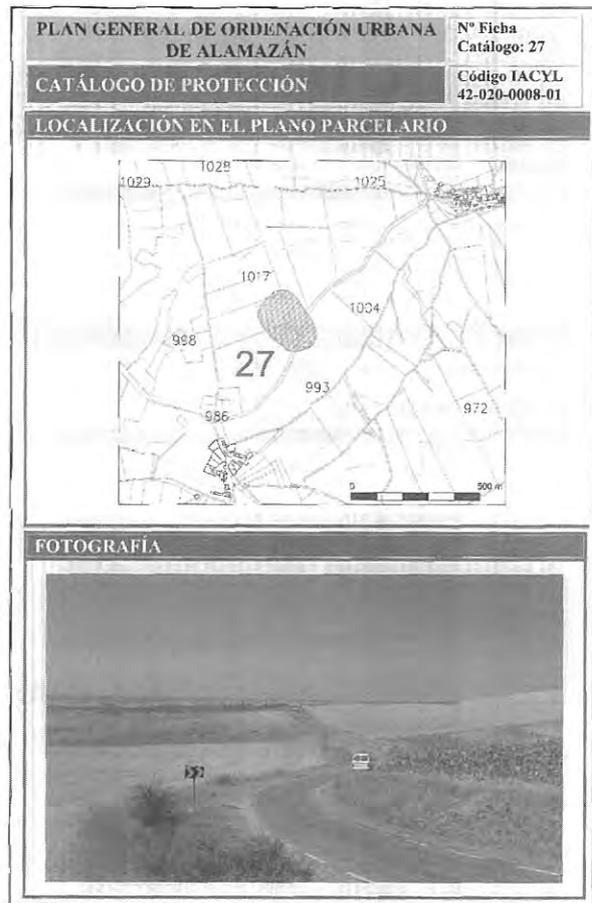 PLAN GENERAL DE ORDENACIÓN URBANA
DE ALAMAZÁN
Nº Ficha
Catálogo: 27
CATÁLOGO DE PROTECCIÓN
Código IACYL
42-020-0008-01
LOCALIZACIÓN EN EL PLANO PARCELARIO
1028
1029
1025
1017
1004
998
27
993
972
986
0
500 m
FOTOGRAFÍA